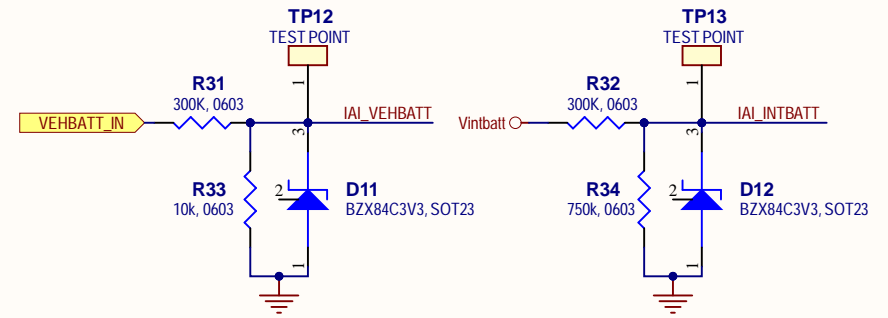 TP12
TEST POINT
1
R31
300K, 0603
VEHBATT_IN
IAI_VEHBATT
3
R33
10k, 0603
2
D11
BZX84C3V3, SOT23
1
TP13
TEST POINT
1
R32
300K, 0603
Vintbatt
IAI_INTBATT
3
R34
750k, 0603
2
D12
BZX84C3V3, SOT23
1